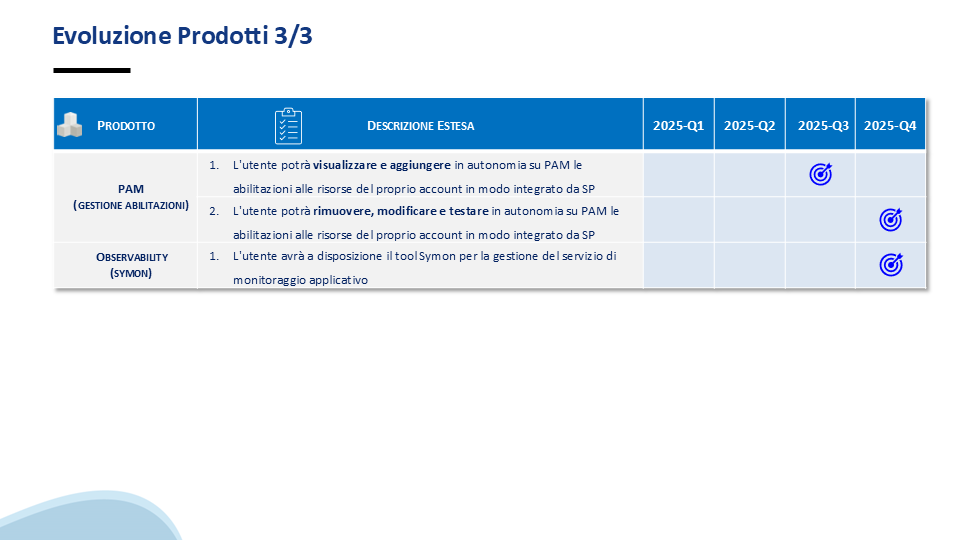 Evoluzione Prodotti 3/3
PRODOTTO
DESCRIZIONE ESTESA
2025-Q1
2025-Q2
2025-Q3
2025-Q4
PAM
(GESTIONE ABILITAZIONI)
1. L'utente potrà visualizzare e aggiungere in autonomia su PAM le
abilitazioni alle risorse del proprio account in modo integrato da SP
2. L'utente potrà rimuovere, modificare e testare in autonomia su PAM le
abilitazioni alle risorse del proprio account in modo integrato da SP
OBSERVABILITY
(SYMON)
1. L'utente avrà a disposizione il tool Symon per la gestione del servizio di
monitoraggio applicativo